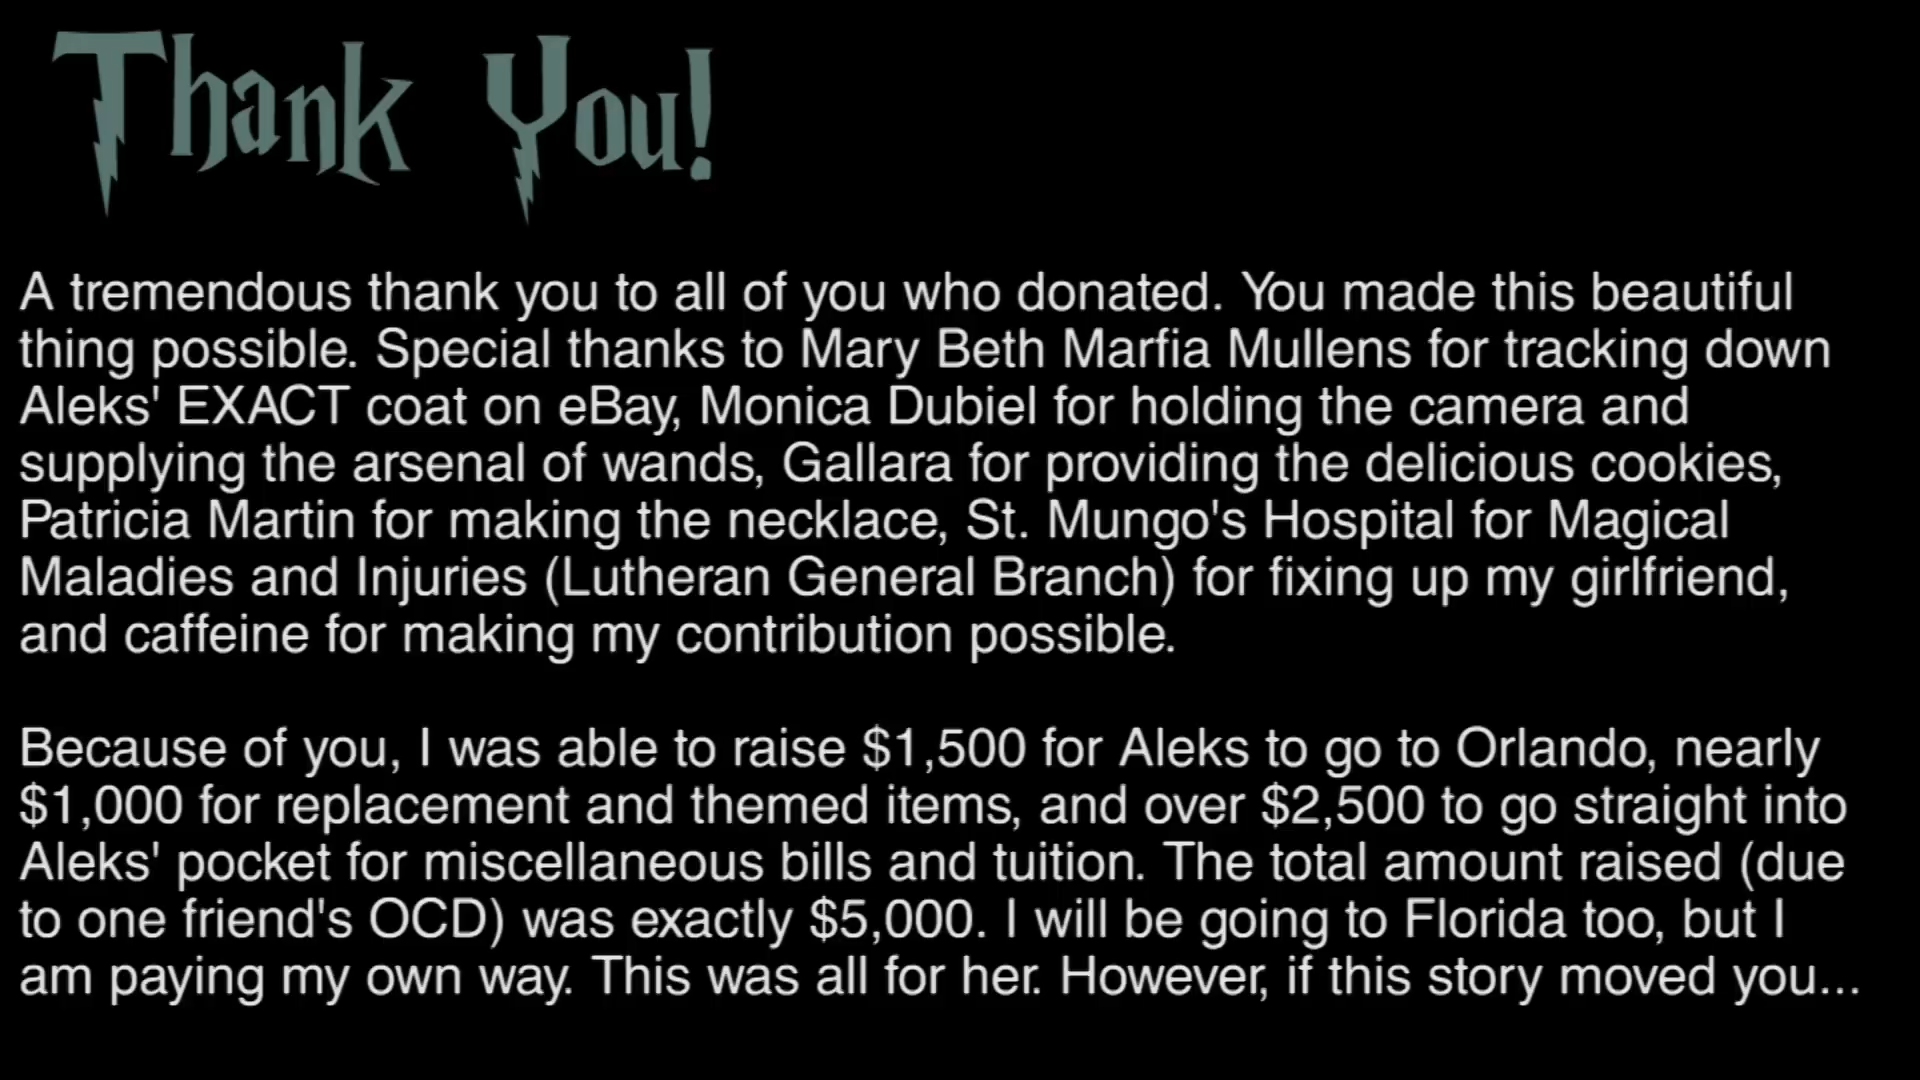 Thank You!
A tremendous thank you to all of you who donated. You made this beautiful
thing possible. Special thanks to Mary Beth Marfia Mullens for tracking down
Aleks' EXACT coat on eBay, Monica Dubiel for holding the camera and
supplying the arsenal of wands, Gallara for providing the delicious cookies,
Patricia Martin for making the necklace, St. Mungo's Hospital for Magical
Maladies and Injuries (Lutheran General Branch) for fixing up my girlfriend,
and caffeine for making my contribution possible.
Because of you, I was able to raise $1,500 for Aleks to go to Orlando, nearly
$1,000 for replacement and themed items, and over $2,500 to go straight into
Aleks' pocket for miscellaneous bills and tuition. The total amount raised (due
to one friend's OCD) was exactly $5,000. I will be going to Florida too, but I
am paying my own way. This was all for her. However, if this story moved you...